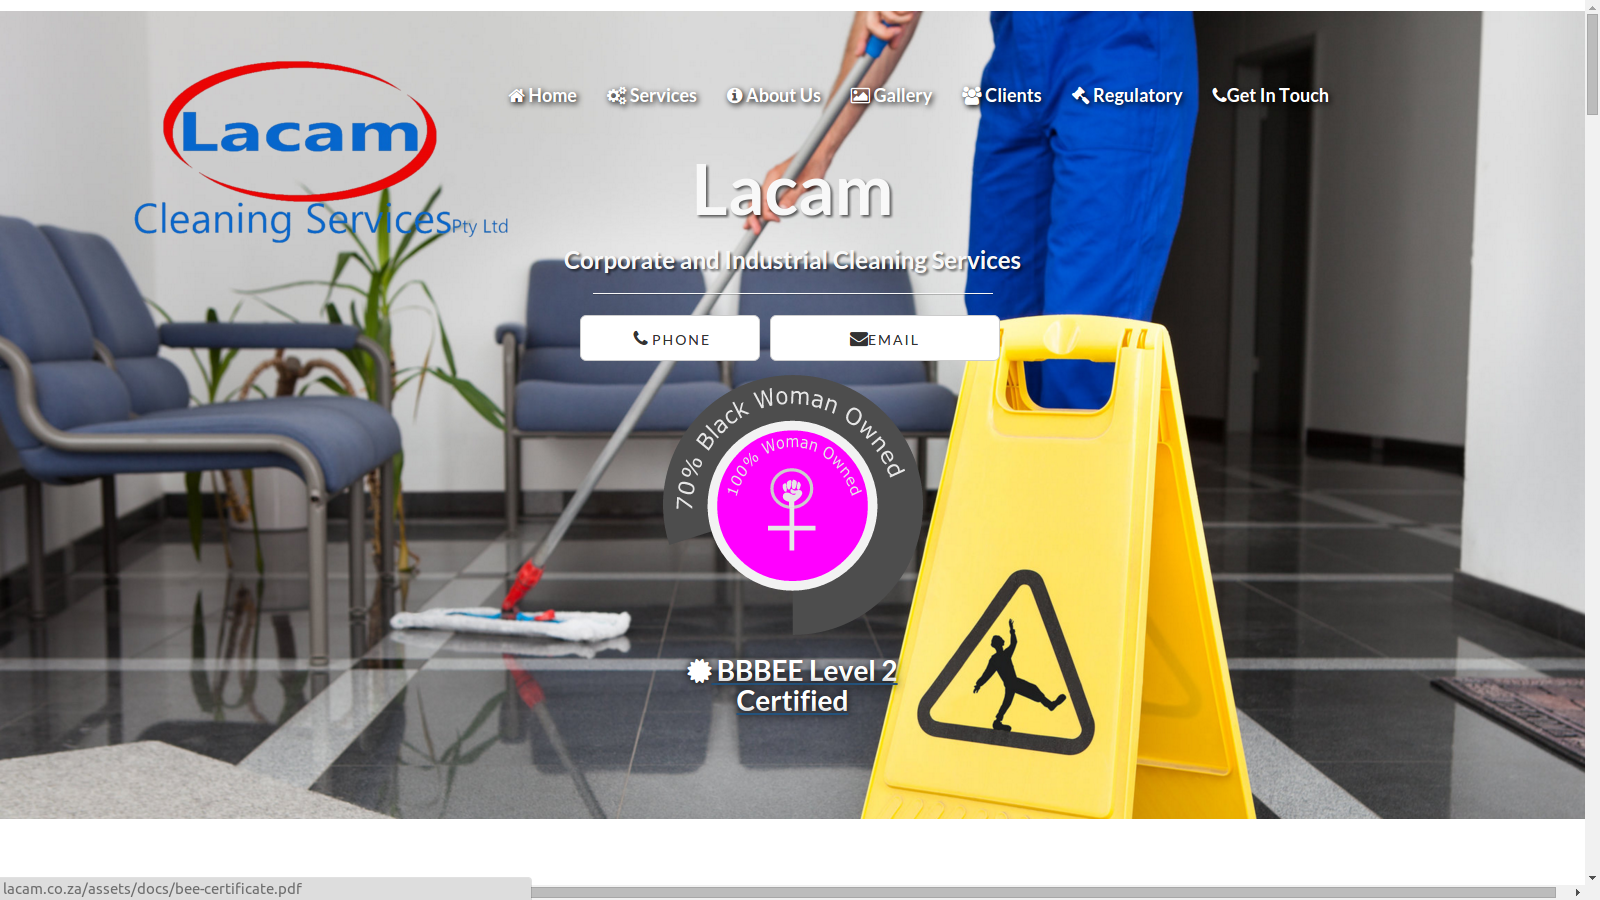 Lacam
Cleaning Services Pty Ltd
Home Services About Us Gallery Clients Regulatory Get In Touch
Lacam
Corporate and Industrial Cleaning Services
PHONE EMAIL
70% Black Woman Owned
100% Woman Owned
BBBEE Level 2
Certified
lacam.co.za/assets/docs/bee-certificate.pdf